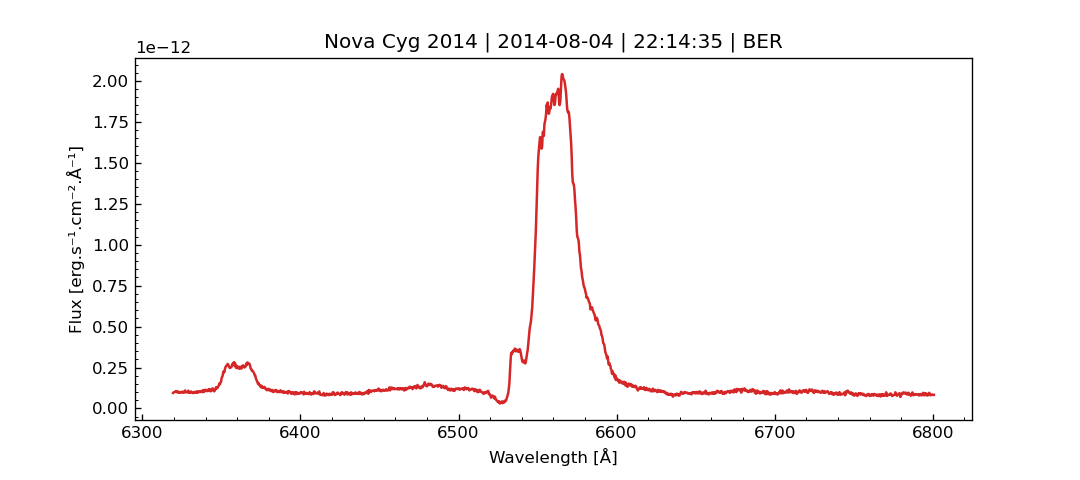 Nova Cyg 2014 | 2014-08-04 | 22:14:35 | BER
1e−12
2.00
1.75
1.50
1.25
1.00
0.75
0.50
0.25
0.00
Flux [erg.s⁻¹.cm⁻².Å⁻¹]
6300 6400 6500 6600 6700 6800
Wavelength [Å]